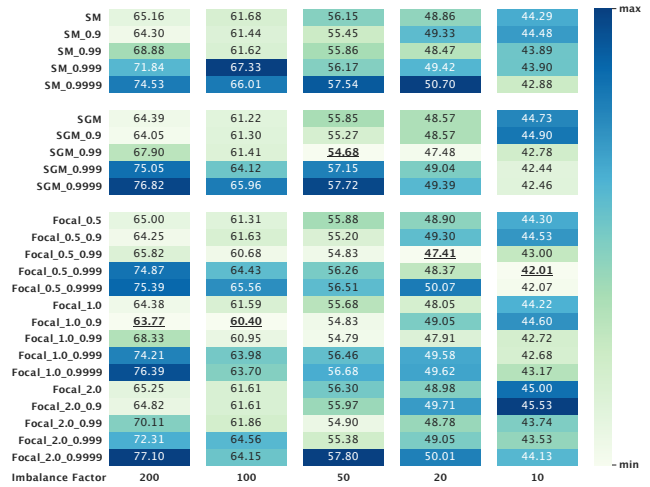 SM 65.16 61.68 56.15 48.86 44.29
SM_0.9 64.30 61.44 55.45 49.33 44.48
SM_0.99 68.88 61.62 55.86 48.47 43.89
SM_0.999 71.84 67.33 56.17 49.42 43.90
SM_0.9999 74.53 66.01 57.54 50.70 42.88
SGM 64.39 61.22 55.85 48.57 44.73
SGM_0.9 64.05 61.30 55.27 48.57 44.90
SGM_0.99 67.90 61.41 54.68 47.48 42.78
SGM_0.999 75.05 64.12 57.15 49.04 42.44
SGM_0.9999 76.82 65.96 57.72 49.39 42.46
Focal_0.5 65.00 61.31 55.88 48.90 44.30
Focal_0.5_0.9 64.25 61.63 55.20 49.30 44.53
Focal_0.5_0.99 65.82 60.68 54.83 47.41 43.00
Focal_0.5_0.999 74.87 64.43 56.26 48.37 42.01
Focal_0.5_0.9999 75.39 65.56 56.51 50.07 42.07
Focal_1.0 64.38 61.59 55.68 48.05 44.22
Focal_1.0_0.9 63.77 60.40 54.83 49.05 44.60
Focal_1.0_0.99 68.33 60.95 54.79 47.91 42.72
Focal_1.0_0.999 74.21 63.98 56.46 49.58 42.68
Focal_1.0_0.9999 76.39 63.70 56.68 49.62 43.17
Focal_2.0 65.25 61.61 56.30 48.98 45.00
Focal_2.0_0.9 64.82 61.61 55.97 49.71 45.53
Focal_2.0_0.99 70.11 61.86 54.90 48.78 43.74
Focal_2.0_0.999 72.31 64.56 55.38 49.05 43.53
Focal_2.0_0.9999 77.10 64.15 57.80 50.01 44.13
Imbalance Factor 200 100 50 20 10
max
min